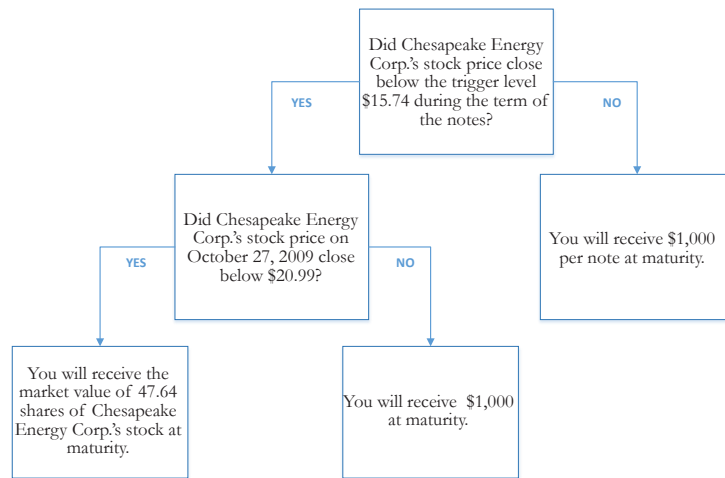 Did Chesapeake Energy
Corp.'s stock price close
below the trigger level
$15.74 during the term of
the notes?
YES
NO
Did Chesapeake Energy
Corp.'s stock price on
October 27, 2009 close
below $20.99?
You will receive $1,000
per note at maturity.
YES
NO
You will receive the
market value of 47.64
shares of Chesapeake
Energy Corp.'s stock at
maturity.
You will receive $1,000
at maturity.